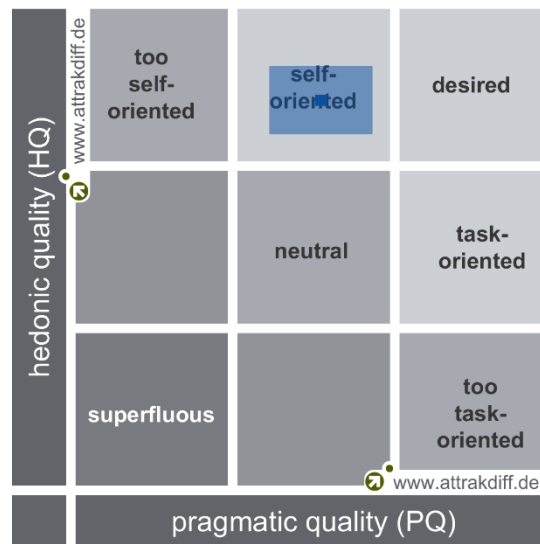 hedonic quality (HQ)
www.attrakdiff.de
too
self-
oriented
self-
oriented
desired
neutral
task-
oriented
superfluous
too
task-
oriented
www.attrakdiff.de
pragmatic quality (PQ)